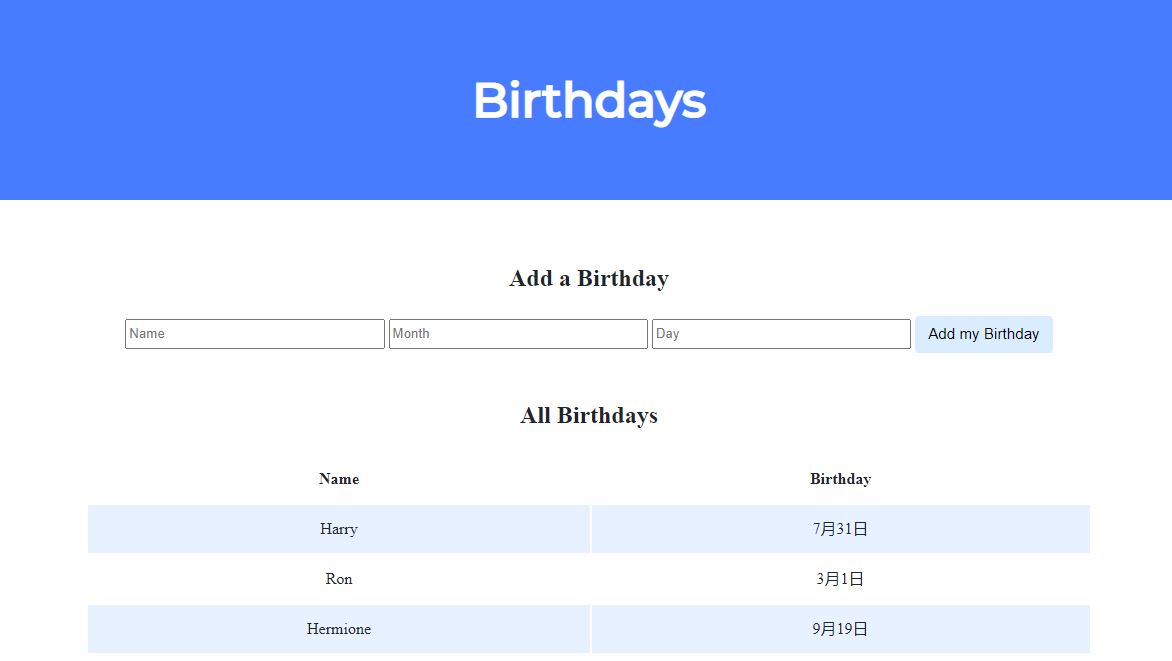 Birthdays
Add a Birthday
Name Month Day Add my Birthday
All Birthdays
Name Birthday
Harry 7月31日
Ron 3月1日
Hermione 9月19日